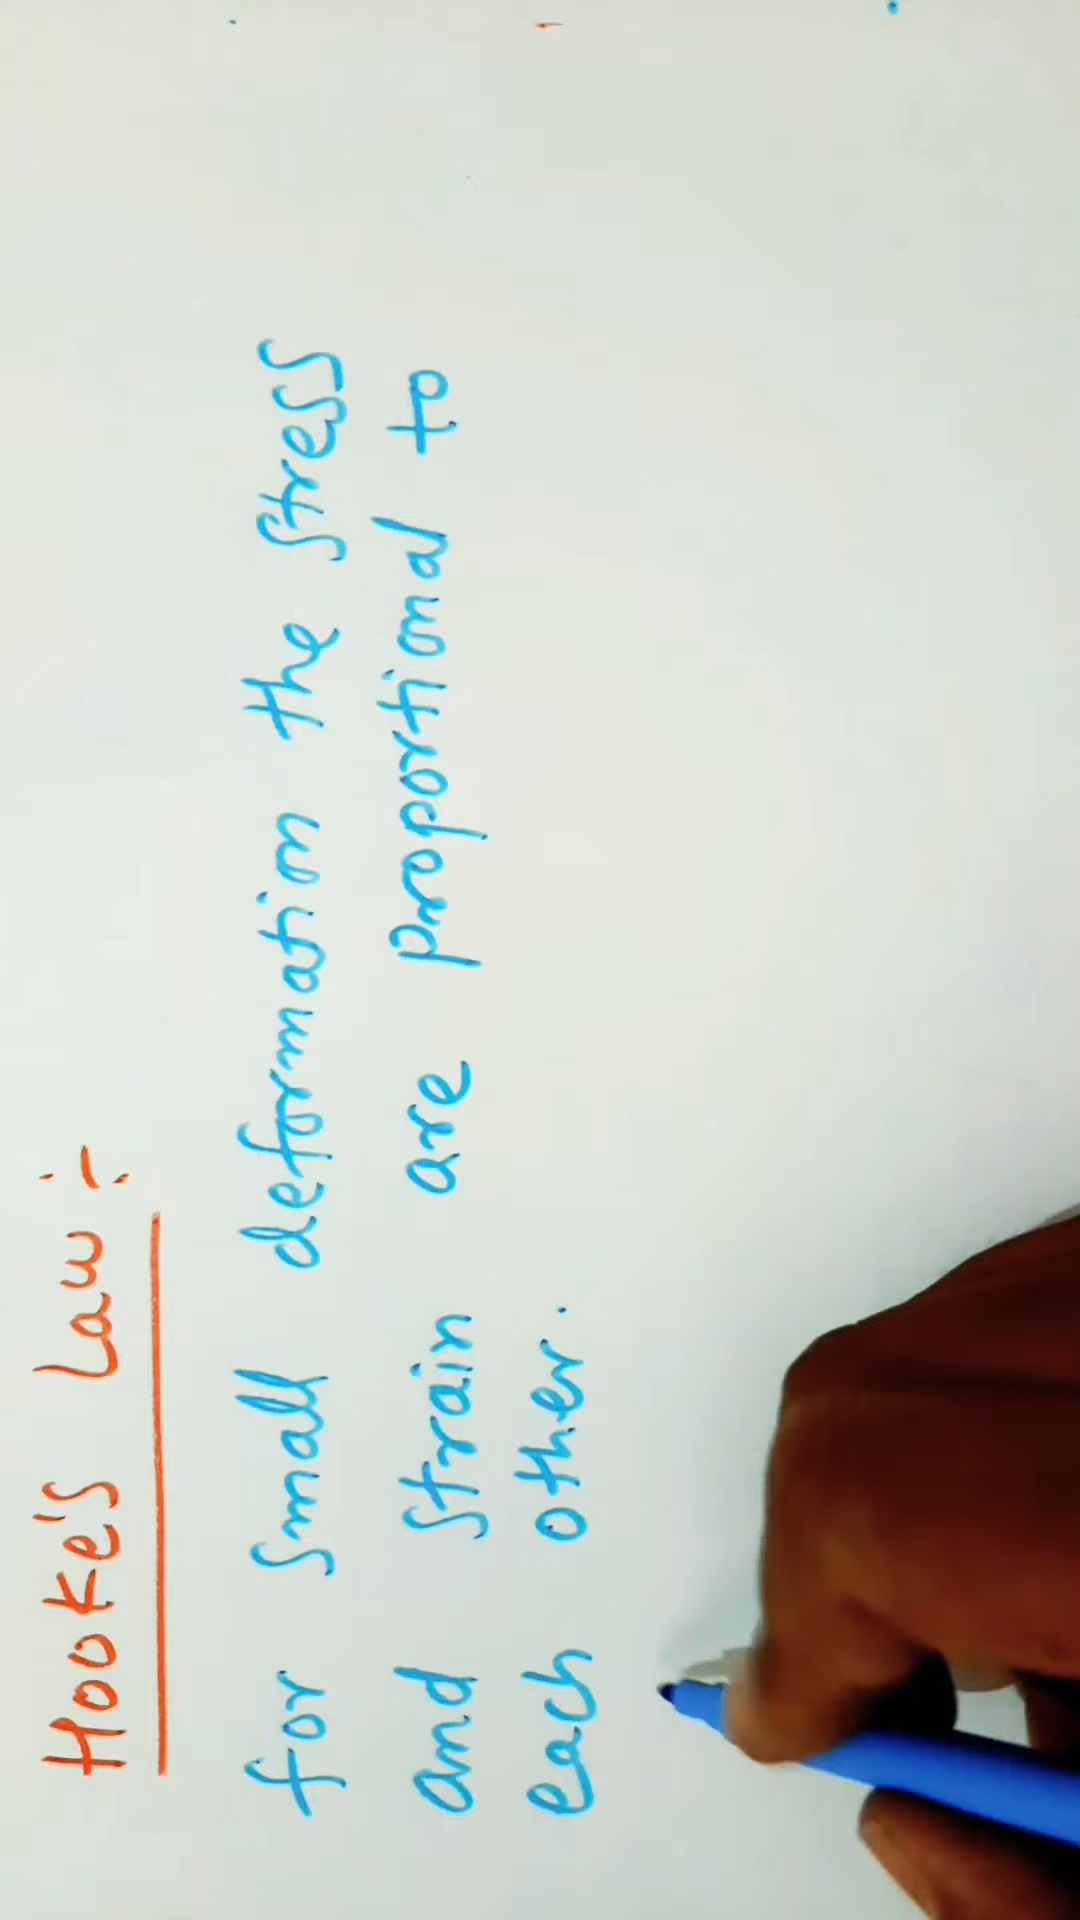 Hooke's Law :-
for small deformation the stress
and strain are proportional to
each other.